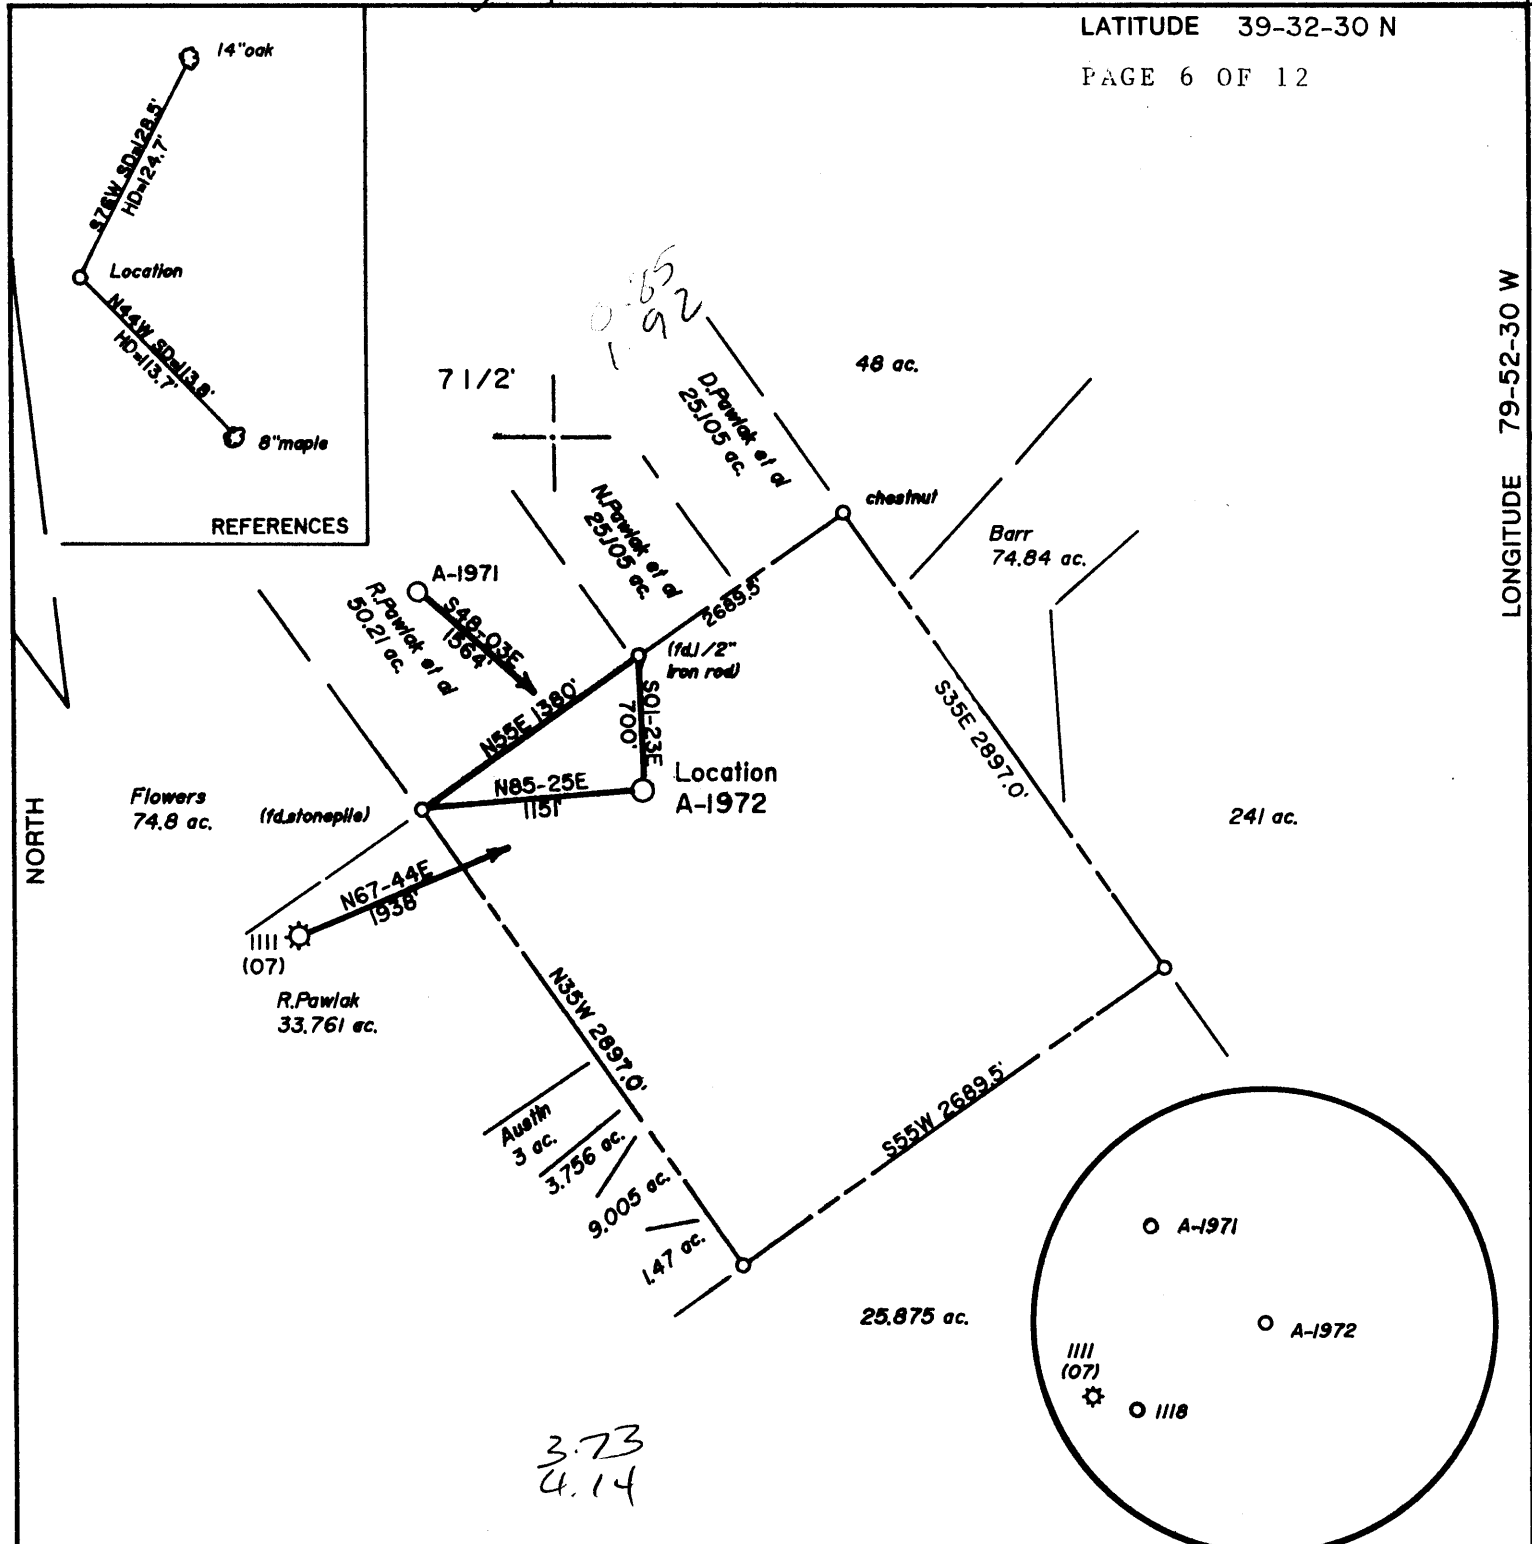 LATITUDE 39-32-30 N
PAGE 6 OF 12
LONGITUDE 79-52-30 W
14"oak
S76W SD=128.5'
HD=124.7'
Location
N44W SD=113.8'
HD=113.7'
8"maple
REFERENCES
0.85
1.92
7 1/2'
48 ac.
D.Pawlak et al
25.105 ac.
chestnut
N.Pawlak et al
25.105 ac.
Barr
74.84 ac.
A-1971
S48-03E
1564'
R.Pawlak et al
50.21 ac.
2689.5'
(fd.1/2"
iron rod)
N55E 1380'
S01-23E
700'
S35E 2897.0'
Location
A-1972
N85-25E
1151'
Flowers
74.8 ac.
(fd.stonepile)
241 ac.
NORTH
N67-44E
1938'
1111
(07)
R.Pawlak
33.761 ac.
N35W 2897.0'
S55W 2689.5'
Austin
3 ac.
3.756 ac.
9.005 ac.
1.47 ac.
25.875 ac.
A-1971
A-1972
1111
(07)
1118
3.73
4.14